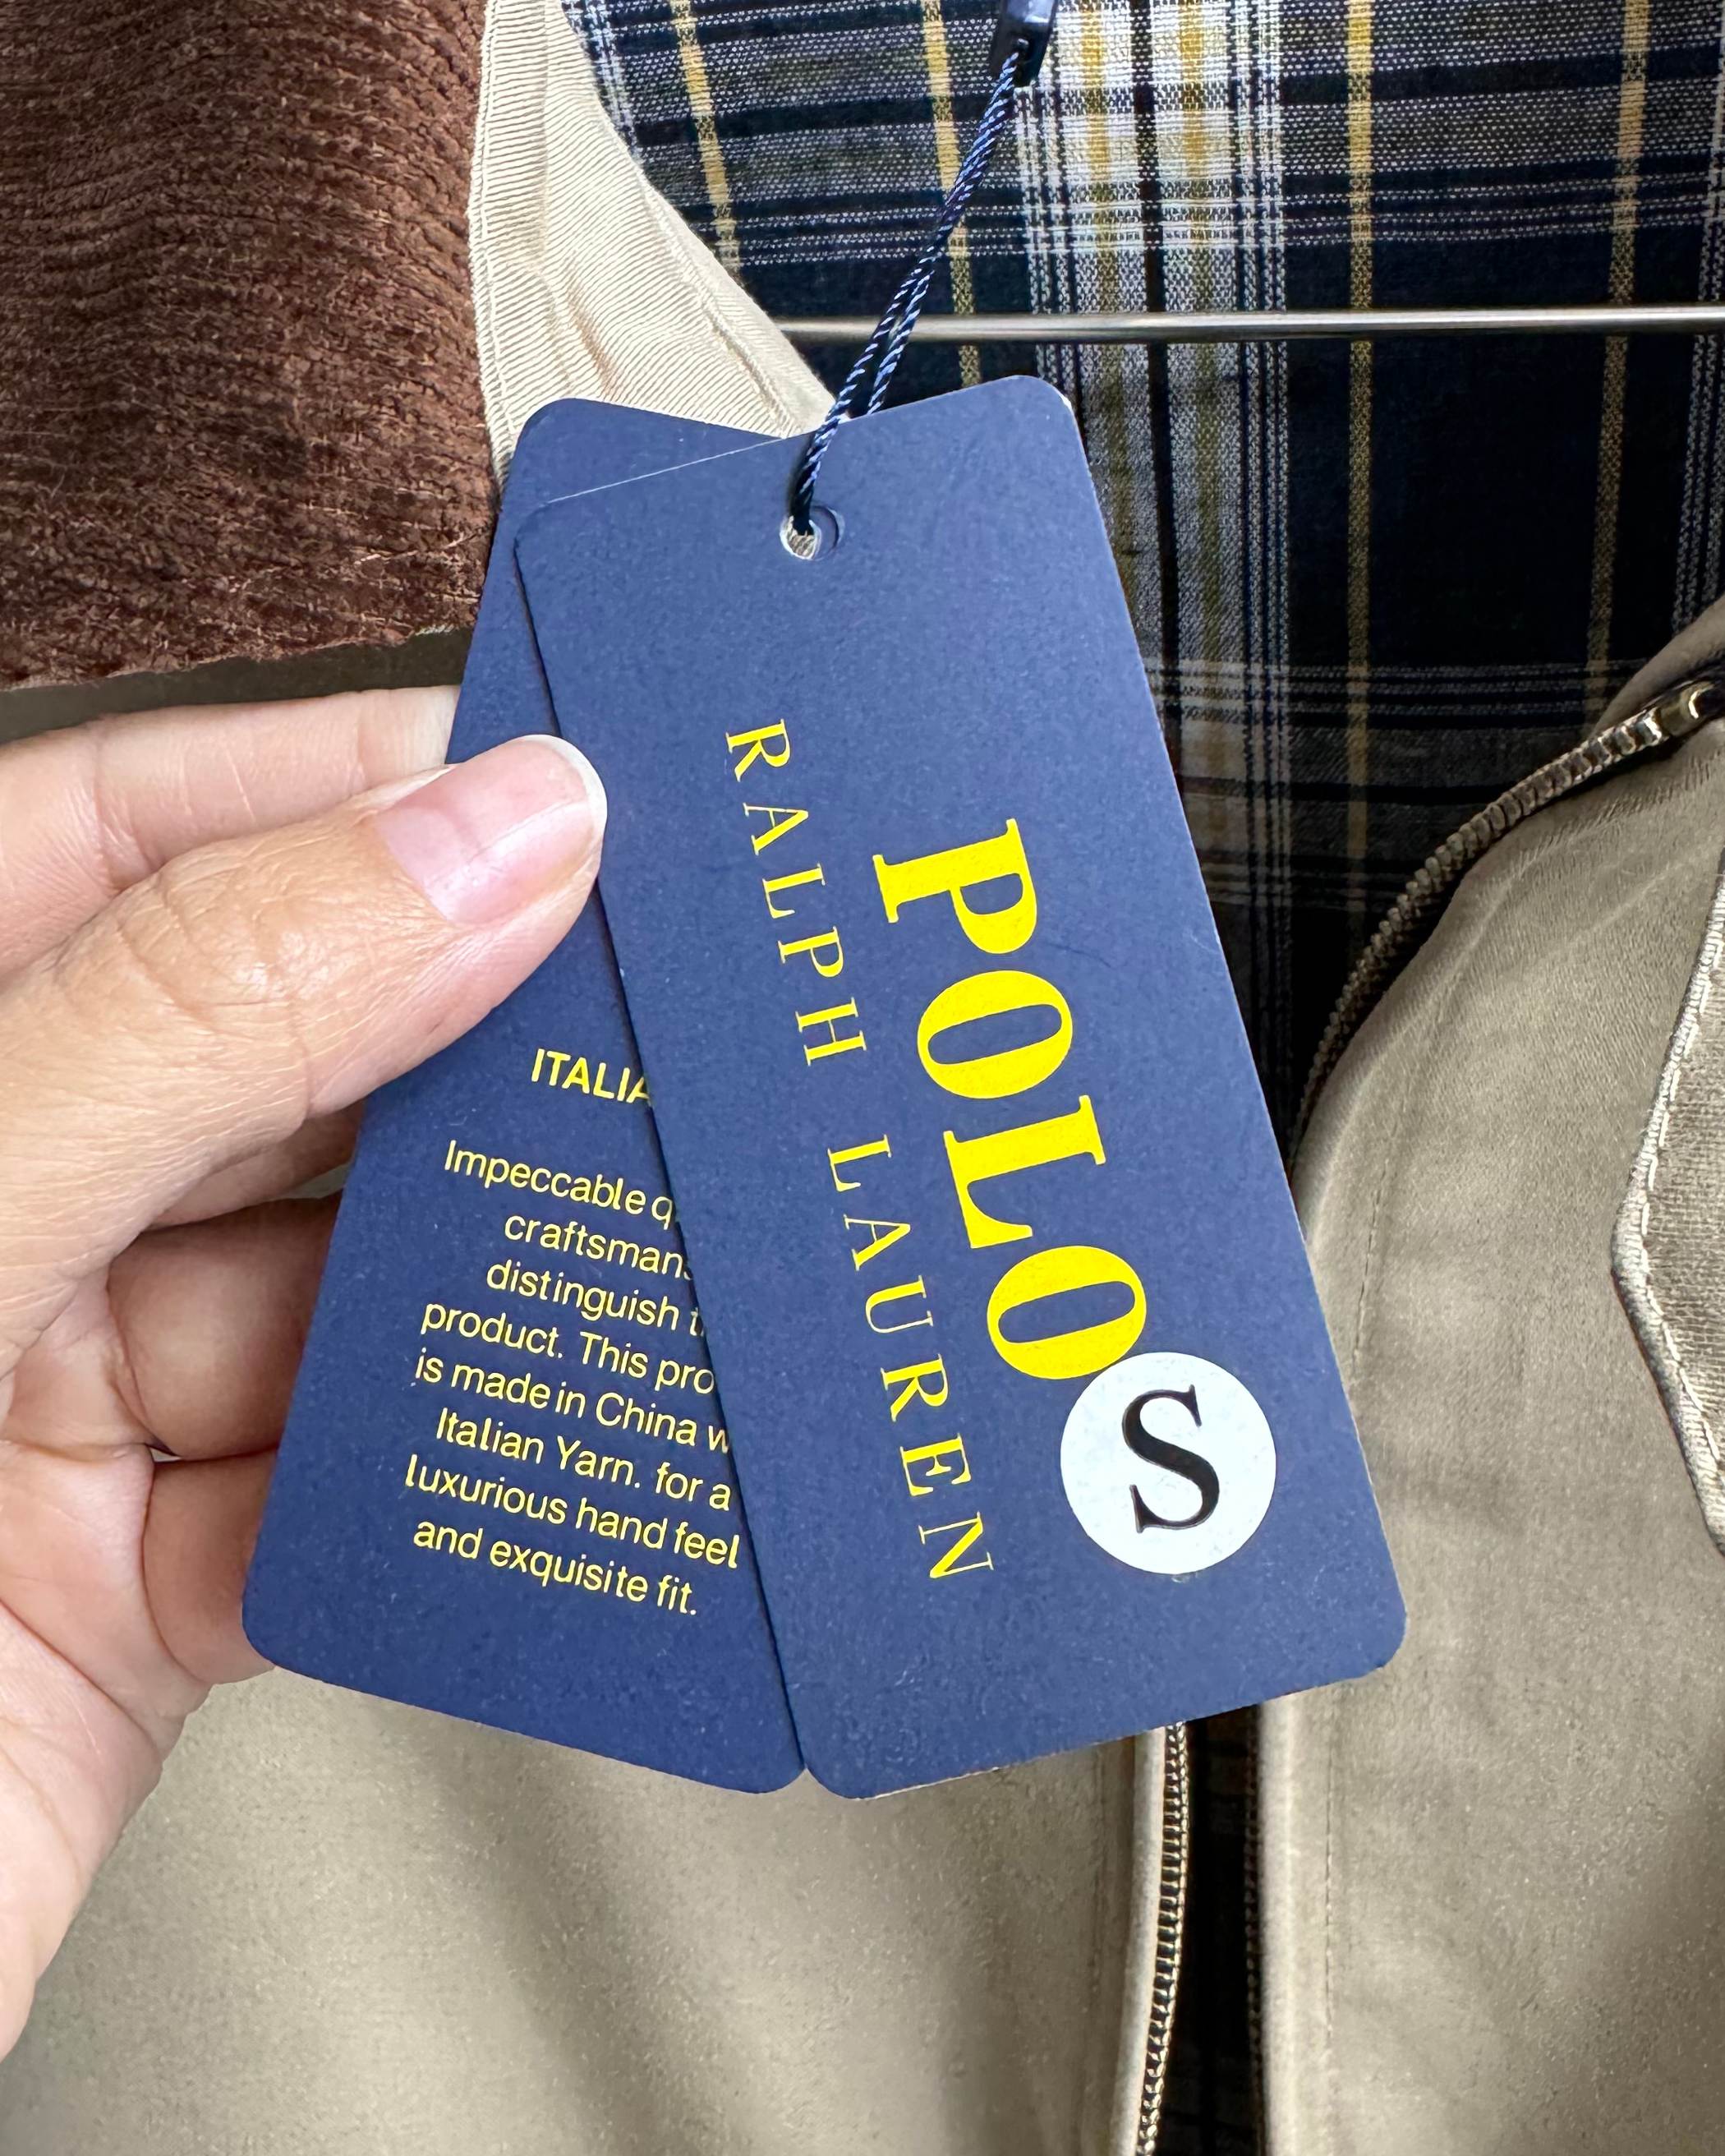 POLO
RALPH LAUREN
S
ITALIA
Impeccable
craftsmans
distinguish
product. This pro
is made in China
Italian Yarn. for a
luxurious hand feel
and exquisite fit.